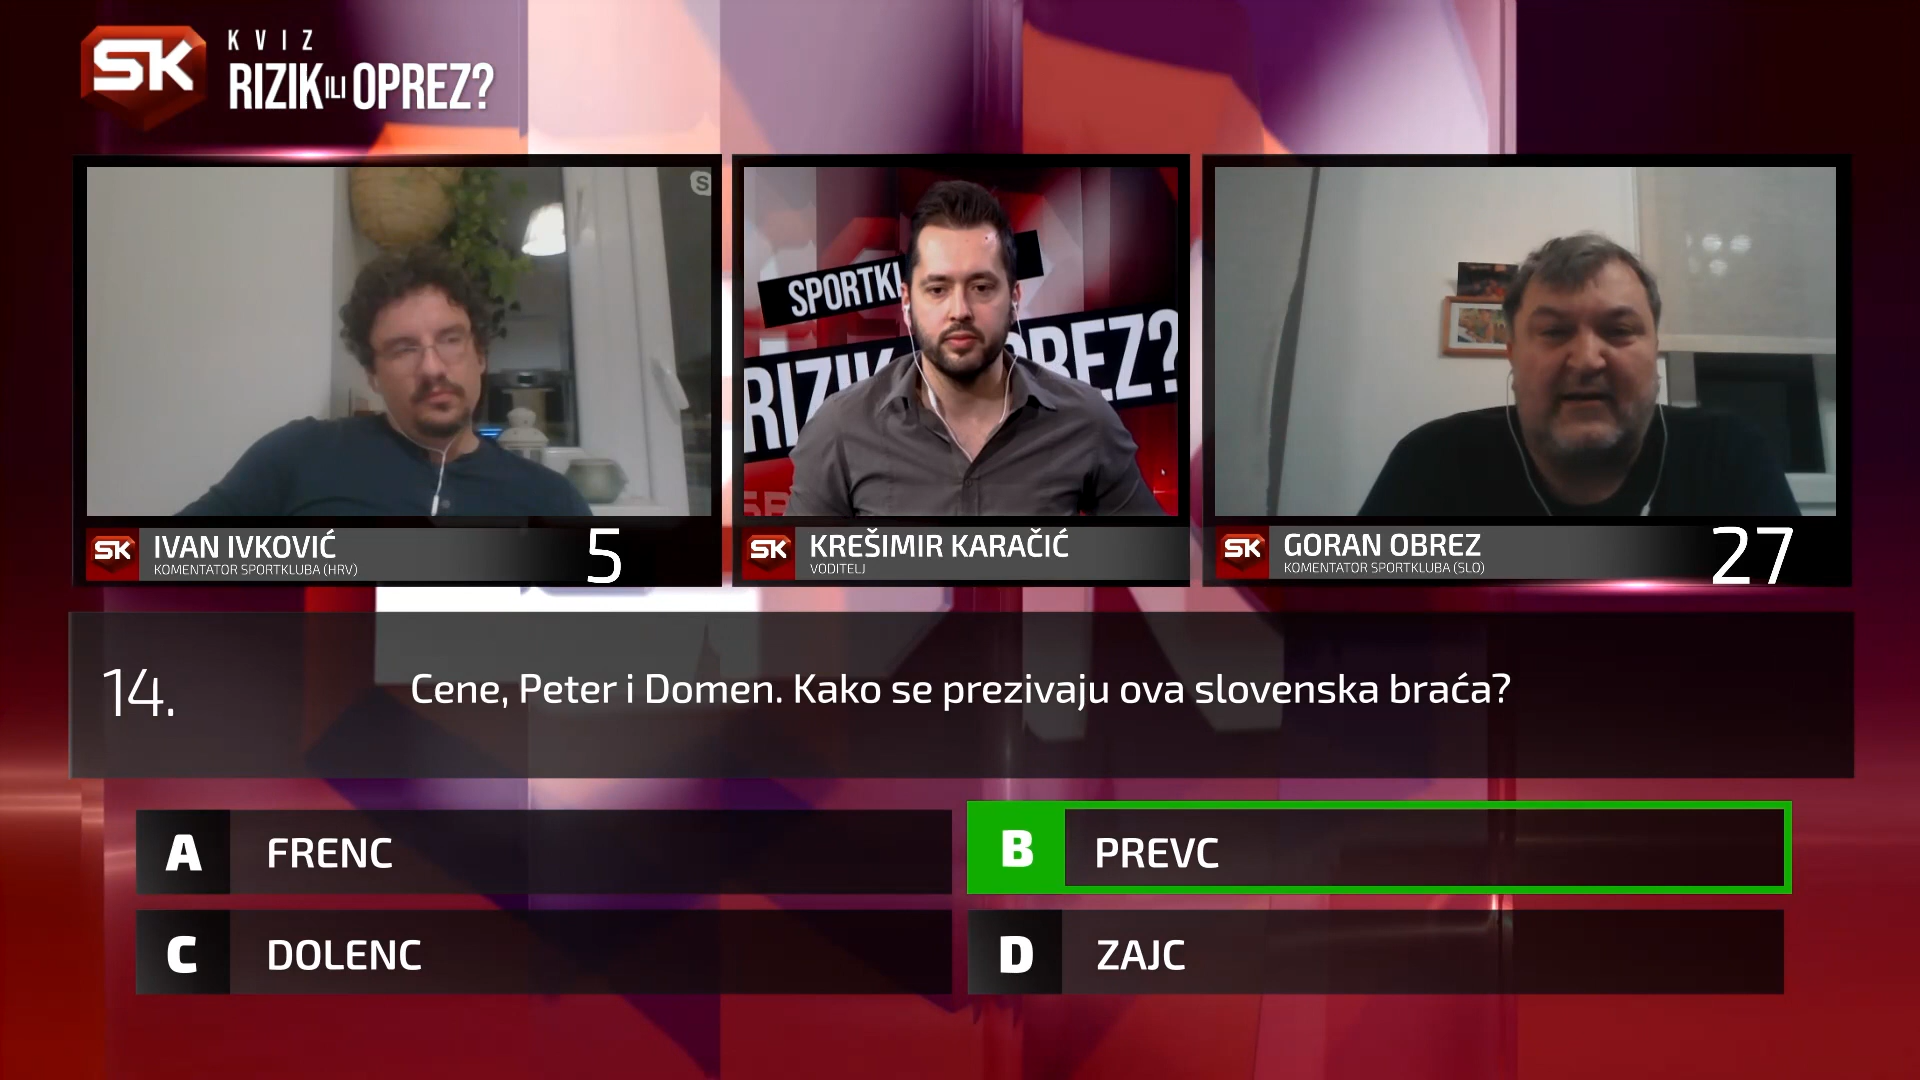 SK
KVIZ
RIZIK ILI OPREZ?
S
SPORTKL
RIZIK
OPREZ?
SK
IVAN IVKOVIĆ
KOMENTATOR SPORTKLUBA (HRV)
5
SK
KREŠIMIR KARAČIĆ
VODITELJ
SK
GORAN OBREZ
KOMENTATOR SPORTKLUBA (SLO)
27
14.
Cene, Peter i Domen. Kako se prezivaju ova slovenska braća?
A FRENC
B PREVC
C DOLENC
D ZAJC